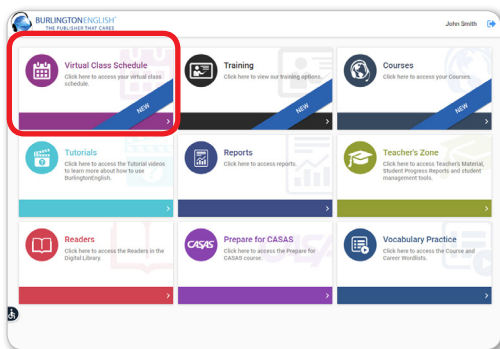 BURLINGTONENGLISH®
THE PUBLISHER THAT CARES
John Smith
Virtual Class Schedule
Click here to access your virtual class
schedule.
NEW
Training
Click here to view our training options.
NEW
Courses
Click here to access your Courses.
NEW
Tutorials
Click here to access the Tutorial videos
to learn more about how to use
BurlingtonEnglish.
Reports
Click here to access reports.
Teacher's Zone
Click here to access Teacher's Material,
Student Progress Reports and student
management tools.
Readers
Click here to access the Readers in the
Digital Library.
CASAS
Prepare for CASAS
Click here to access the Prepare for
CASAS course.
Vocabulary Practice
Click here to access the Course and
Career Wordlists.